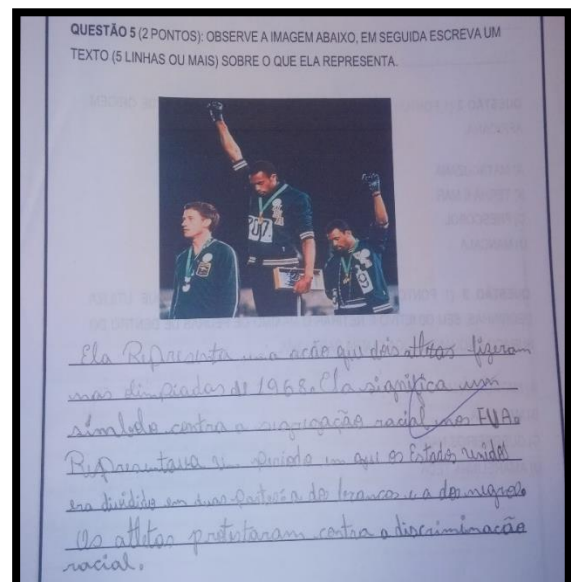 QUESTÃO 5 (2 PONTOS): OBSERVE A IMAGEM ABAIXO, EM SEGUIDA ESCREVA UM
TEXTO (5 LINHAS OU MAIS) SOBRE O QUE ELA REPRESENTA.
Ela Representa uma ação que dois atletas fizeram
nas olimpiadas de 1968. Ela significa um
símbolo contra a segregação racial nos EUA.
Representava um Período em que os Estados unidos
era dividido em duas Partes: a dos brancos e a dos negros.
Os atletas protestaram contra a discriminação
racial.